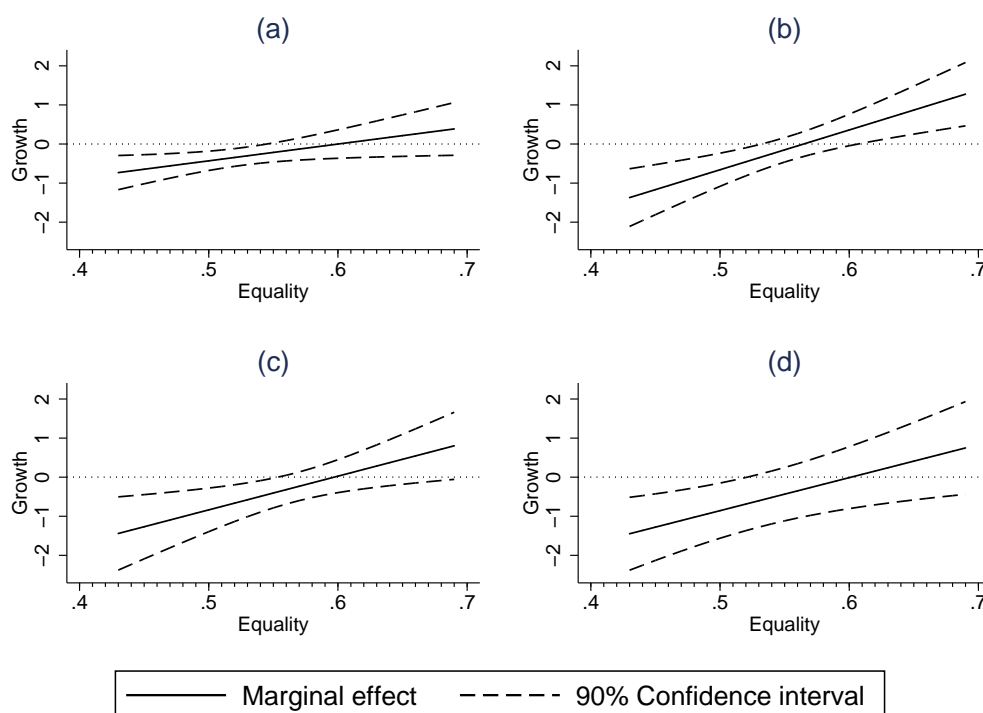 (a)
2
1
0
−1
−2
Growth
.4 .5 .6 .7
Equality
(b)
2
1
0
−1
−2
Growth
.4 .5 .6 .7
Equality
(c)
2
1
0
−1
−2
Growth
.4 .5 .6 .7
Equality
(d)
2
1
0
−1
−2
Growth
.4 .5 .6 .7
Equality
Marginal effect 90% Confidence interval